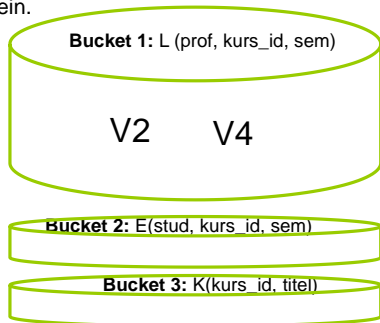 ein.
Bucket 1: L (prof, kurs_id, sem)
V2 V4
Bucket 2: E(stud, kurs_id, sem)
Bucket 3: K(kurs_id, titel)